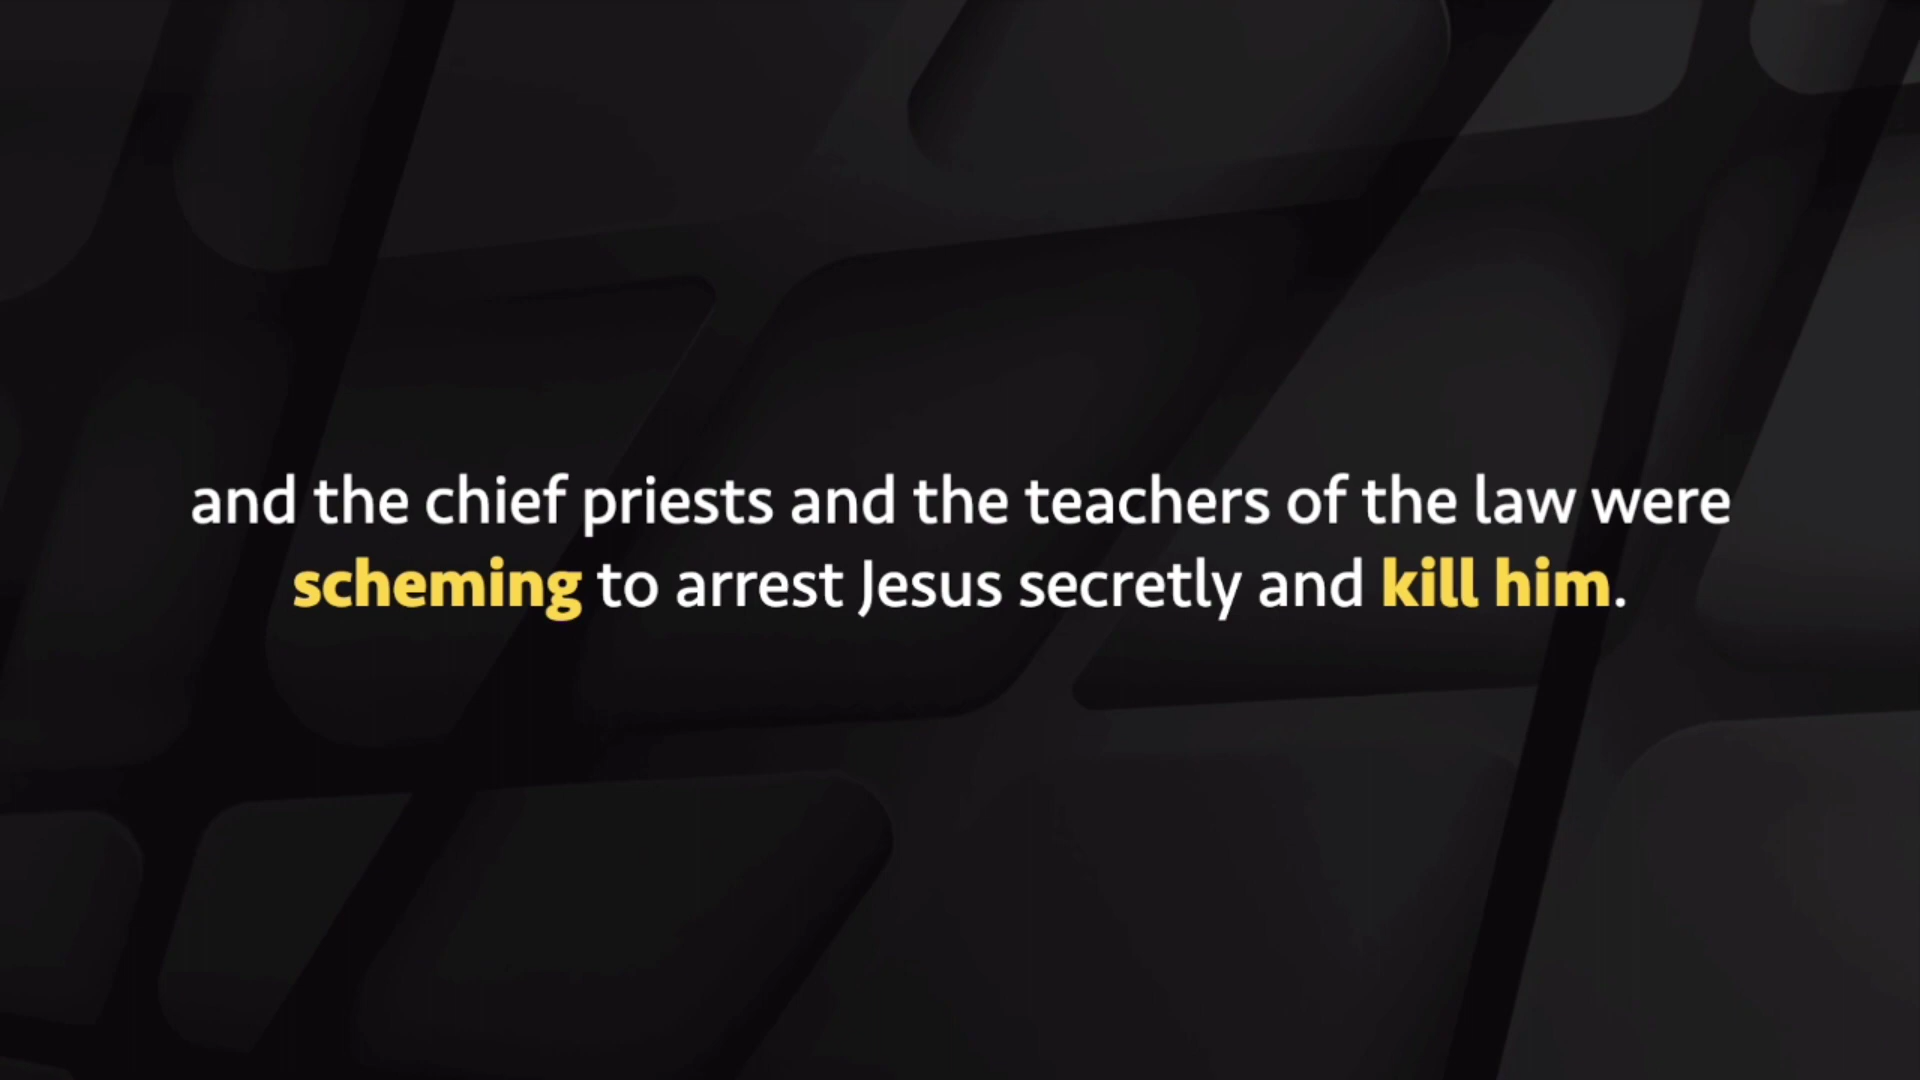 and the chief priests and the teachers of the law were
scheming to arrest Jesus secretly and kill him.